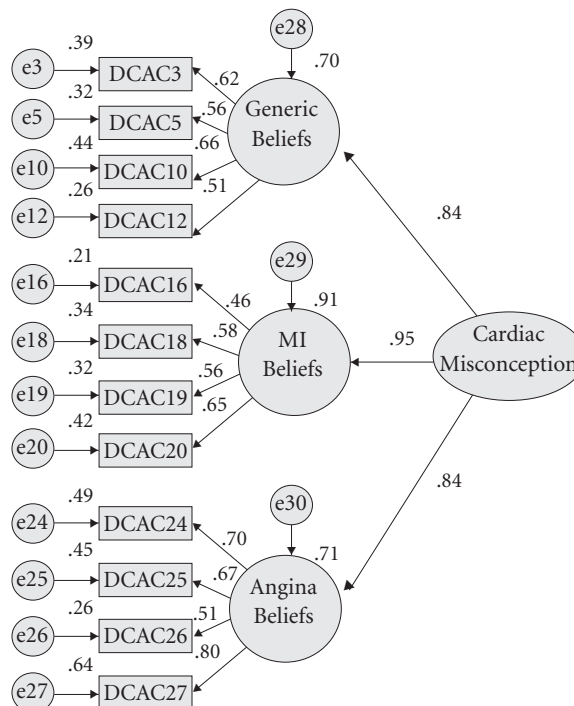 e28
.39
.70
e3
DCAC3
.62
.32
Generic
Beliefs
e5
DCAC5
.56
.44
.66
e10
DCAC10
.26
.51
e12
DCAC12
.84
.21
e29
e16
DCAC16
.46
.91
.34
e18
DCAC18
.58
MI
Beliefs
.95
Cardiac
Misconception
.32
e19
DCAC19
.56
.42
.65
e20
DCAC20
.84
.49
e30
e24
DCAC24
.70
.71
.45
e25
DCAC25
.67
Angina
Beliefs
.26
.51
e26
DCAC26
.64
.80
e27
DCAC27